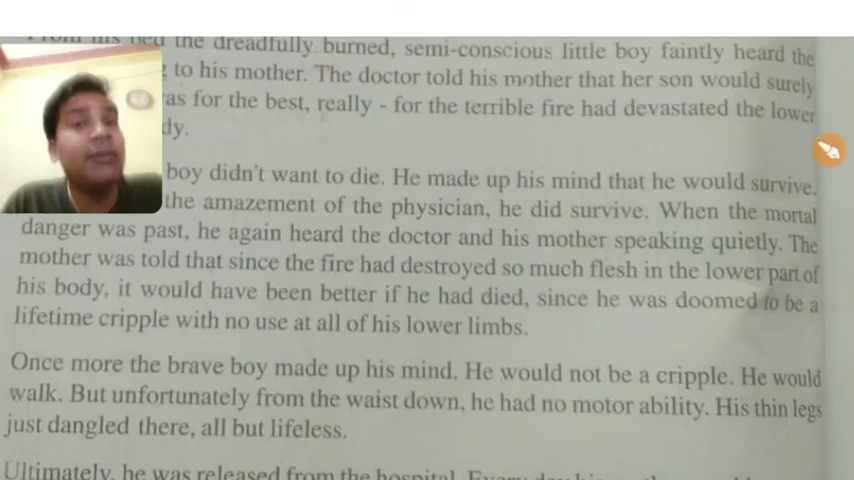 From his bed the dreadfully burned, semi-conscious little boy faintly heard the
to his mother. The doctor told his mother that her son would surely
as for the best, really - for the terrible fire had devastated the lower
dy.
boy didn't want to die. He made up his mind that he would survive.
the amazement of the physician, he did survive. When the mortal
danger was past, he again heard the doctor and his mother speaking quietly. The
mother was told that since the fire had destroyed so much flesh in the lower part of
his body, it would have been better if he had died, since he was doomed to be a
lifetime cripple with no use at all of his lower limbs.
Once more the brave boy made up his mind. He would not be a cripple. He would
walk. But unfortunately from the waist down, he had no motor ability. His thin legs
just dangled there, all but lifeless.
Ultimately, he was released from the hospital. Every day his